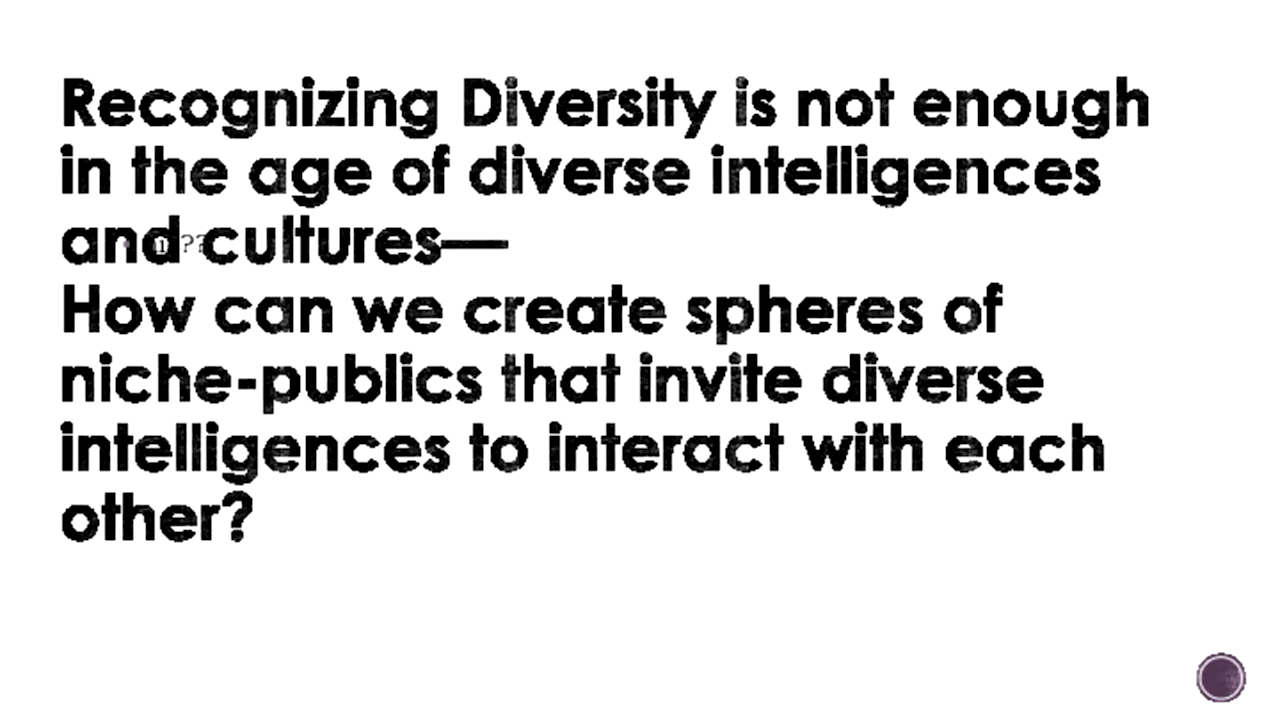 Recognizing Diversity is not enough
in the age of diverse intelligences
and cultures—
How can we create spheres of
niche-publics that invite diverse
intelligences to interact with each
other?